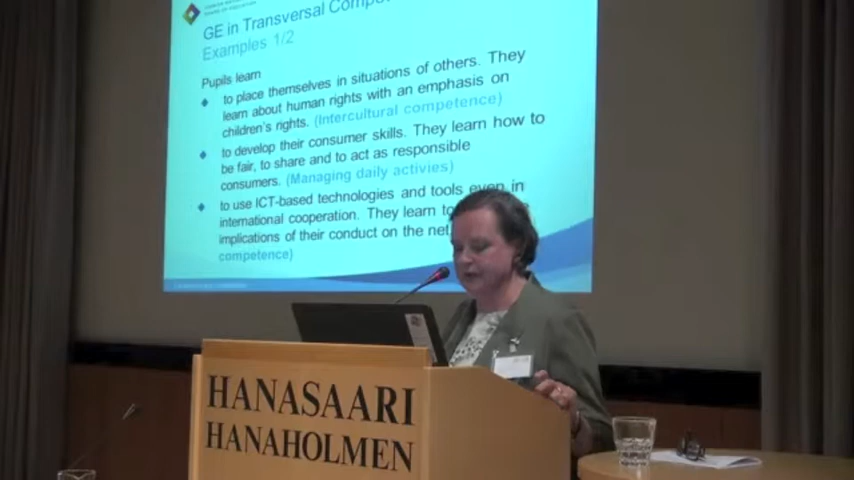 GE in Transversal
Examples 1/2
Pupils learn
to place themselves in situations of others. They
learn about human rights with an emphasis on
children's rights. (Intercultural competence)
to develop their consumer skills. They learn how to
be fair, to share and to act as responsible
consumers. (Managing daily activies)
to use ICT-based technologies and tools even in
international cooperation. They learn
implications of their conduct on the net
competence)
HANASAARI
HANAHOLMEN